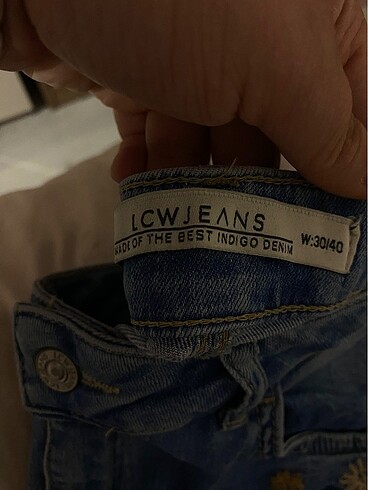 LCWJEANS
MADE OF THE BEST INDIGO DENIM
W:30/40